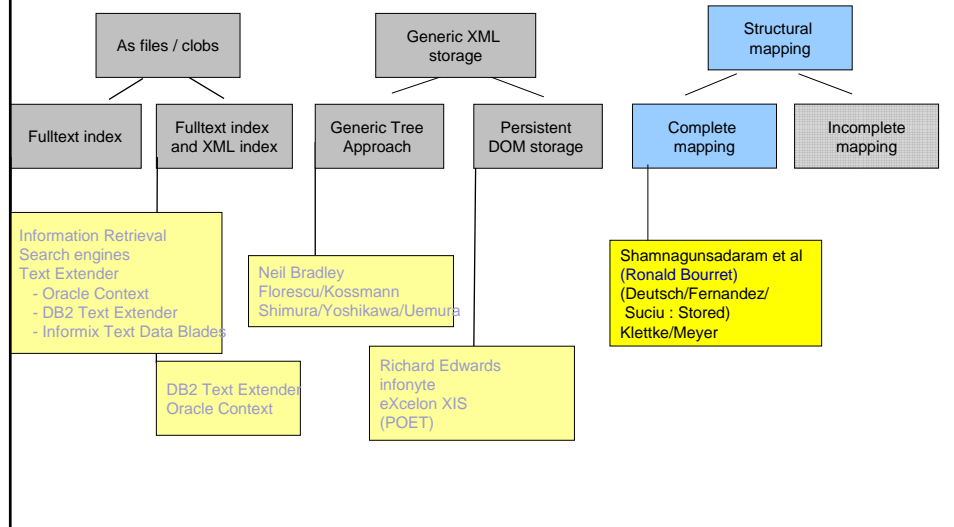 As files / clobs
Generic XML
storage
Structural
mapping
Fulltext index
Fulltext index
and XML index
Generic Tree
Approach
Persistent
DOM storage
Complete
mapping
Incomplete
mapping
Information Retrieval
Search engines
Text Extender
- Oracle Context
- DB2 Text Extender
- Informix Text Data Blades
Neil Bradley
Florescu/Kossmann
Shimura/Yoshikawa/Uemura
Shamnagunsadaram et al
(Ronald Bourret)
(Deutsch/Fernandez/
Suciu : Stored)
Klettke/Meyer
DB2 Text Extender
Oracle Context
Richard Edwards
infonyte
eXcelon XIS
(POET)